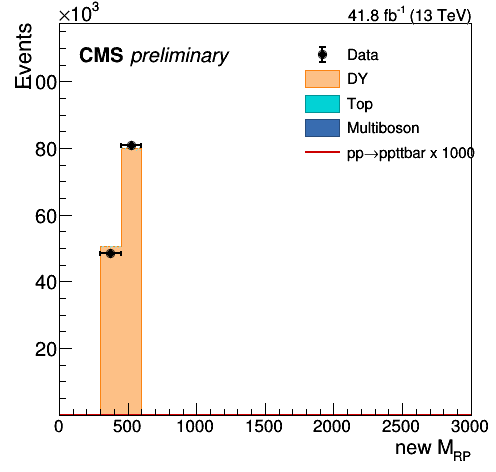 ×10³
41.8 fb⁻¹ (13 TeV)
Events
CMS preliminary
Data
DY
Top
Multiboson
pp→ppttbar x 1000
100
80
60
40
20
0 500 1000 1500 2000 2500 3000
new M_RP